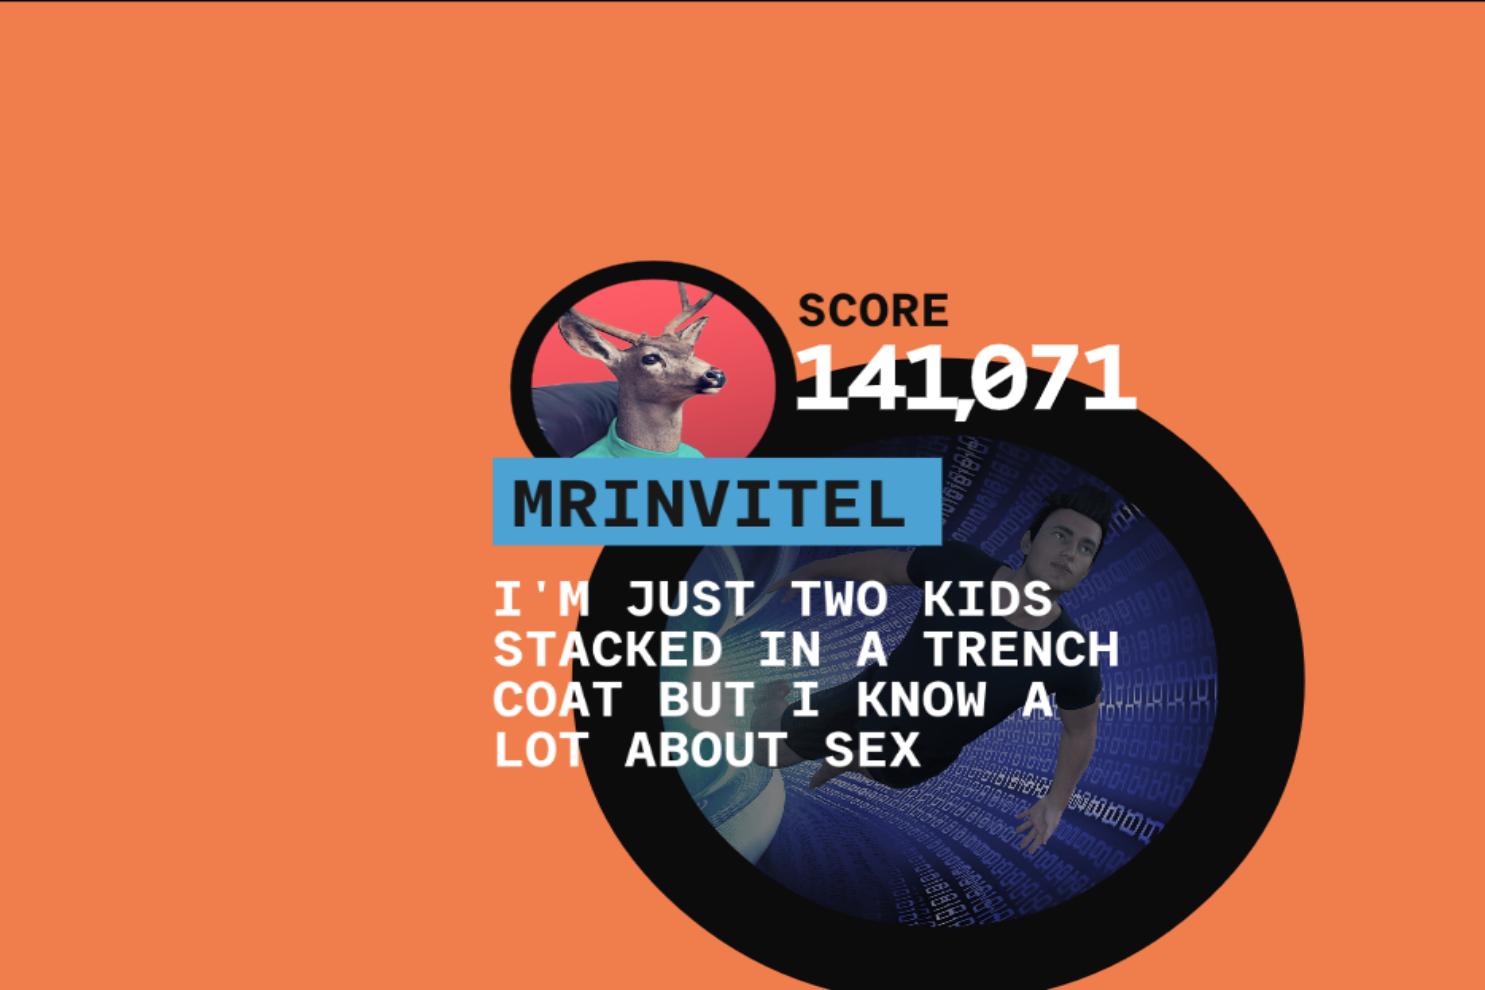 SCORE
141,071
MRINVITEL
I'M JUST TWO KIDS
STACKED IN A TRENCH
COAT BUT I KNOW A
LOT ABOUT SEX